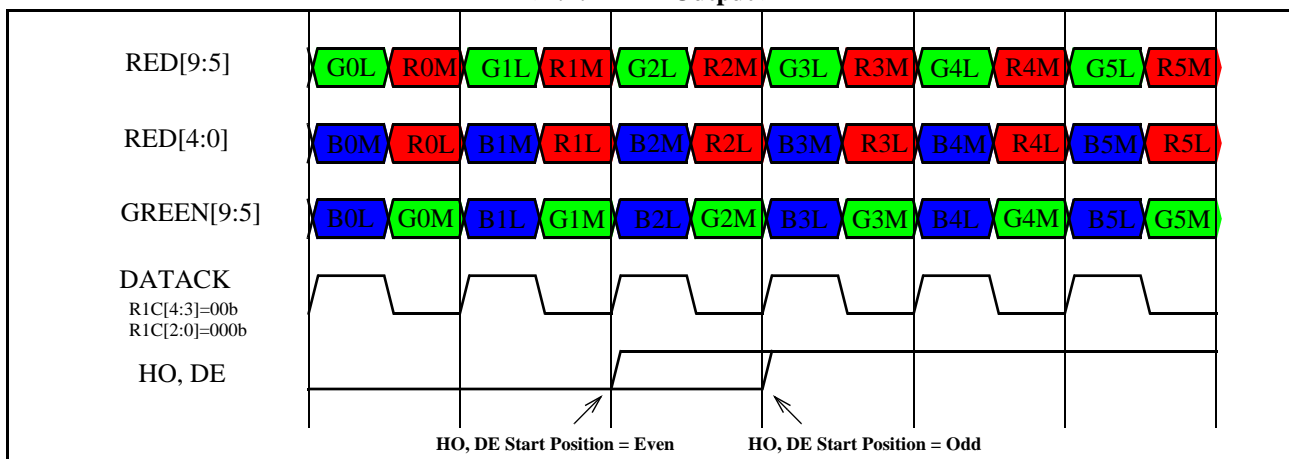 Output
RED[9:5] G0L R0M G1L R1M G2L R2M G3L R3M G4L R4M G5L R5M
RED[4:0] B0M R0L B1M R1L B2M R2L B3M R3L B4M R4L B5M R5L
GREEN[9:5] B0L G0M B1L G1M B2L G2M B3L G3M B4L G4M B5L G5M
DATACK
R1C[4:3]=00b
R1C[2:0]=000b
HO, DE
HO, DE Start Position = Even HO, DE Start Position = Odd